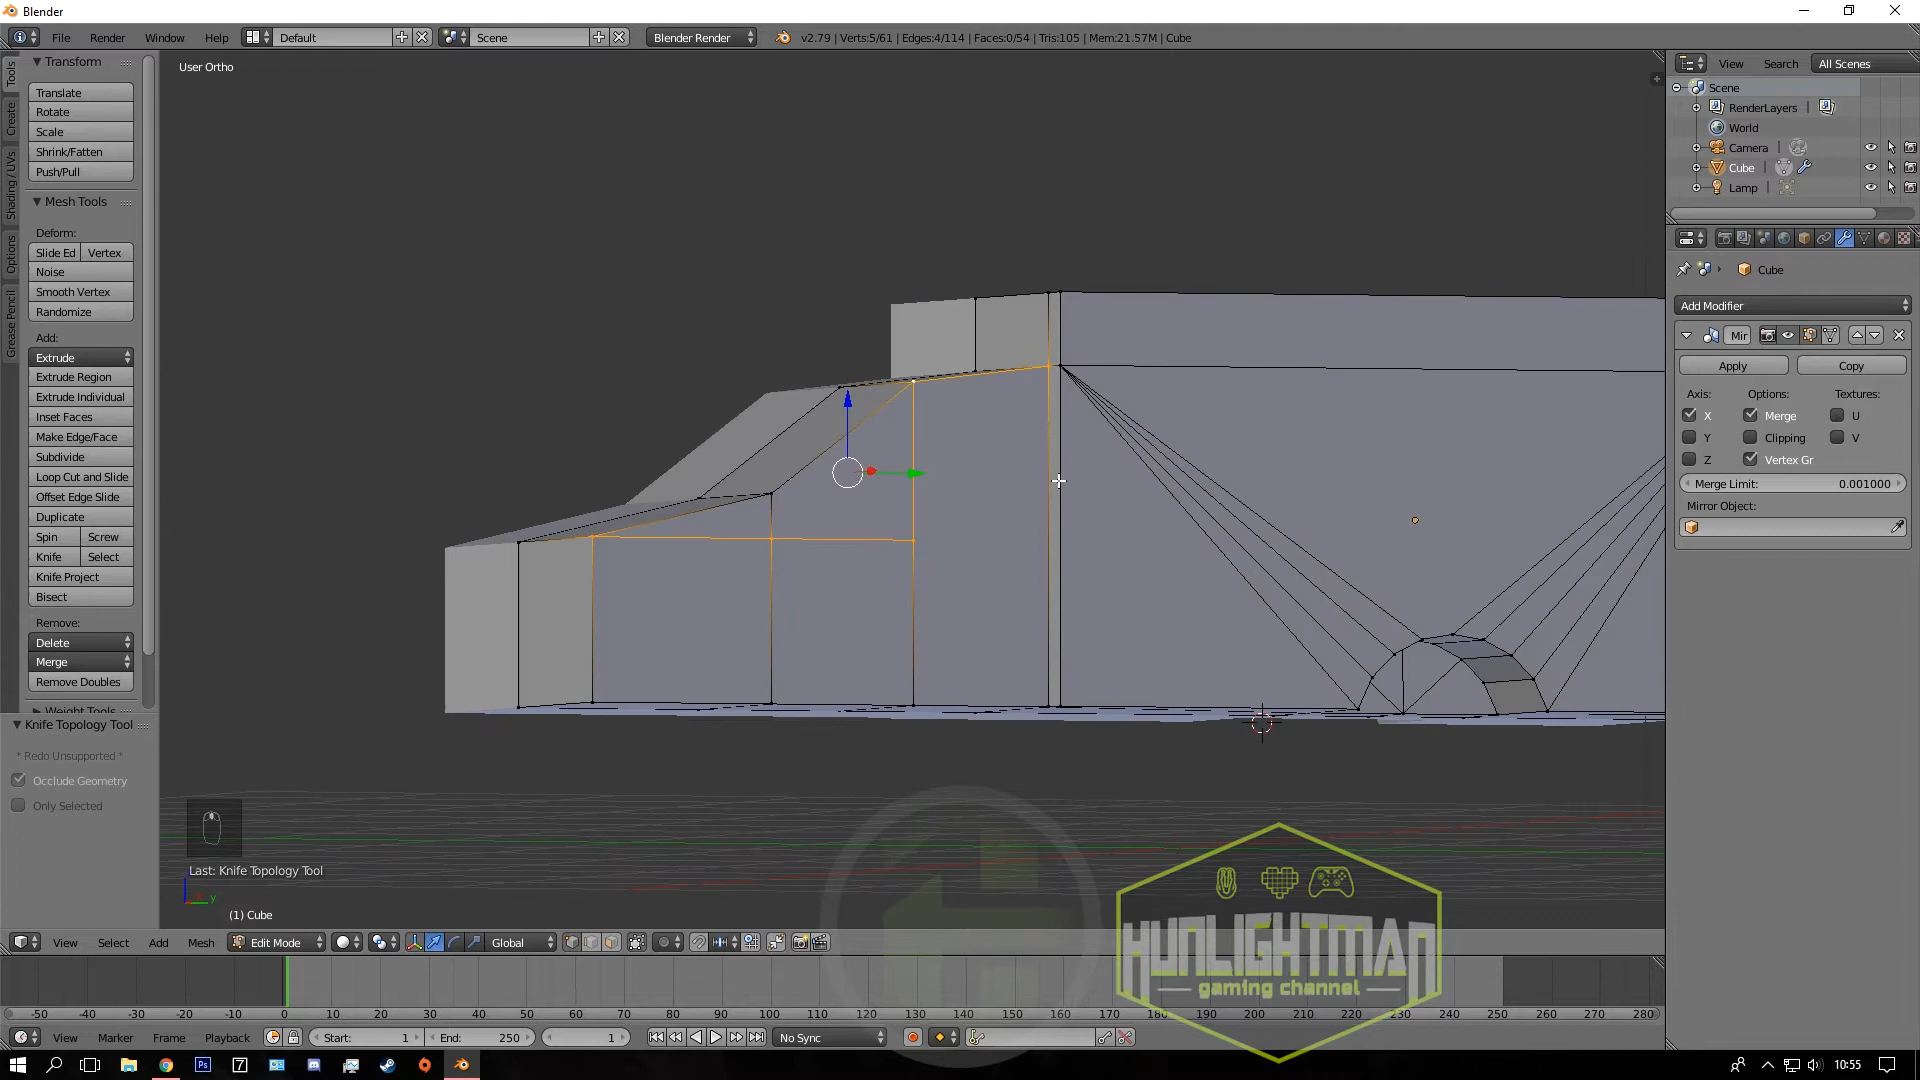 Blender
File Render Window Help Default Scene Blender Render v2.79 | Verts:5/61 | Edges:4/114 | Faces:0/54 | Tris:105 | Mem:21.57M | Cube
Tools
Create
Shading / UVs
Options
Grease Pencil
Transform
Translate
Rotate
Scale
Shrink/Fatten
Push/Pull
Mesh Tools
Deform:
Slide Ed Vertex
Noise
Smooth Vertex
Randomize
Add:
Extrude
Extrude Region
Extrude Individual
Inset Faces
Make Edge/Face
Subdivide
Loop Cut and Slide
Offset Edge Slide
Duplicate
Spin Screw
Knife Select
Knife Project
Bisect
Remove:
Delete
Merge
Remove Doubles
Weight Tools
Knife Topology Tool
* Redo Unsupported *
Occlude Geometry
Only Selected
User Ortho
Last: Knife Topology Tool
y
(1) Cube
View Search All Scenes
Scene
RenderLayers
World
Camera
Cube
Lamp
Cube
Add Modifier
Mir
Apply Copy
Axis: Options: Textures:
X Merge U
Y Clipping V
Z Vertex Gr
Merge Limit: 0.001000
Mirror Object:
HUNLIGHTMAN
gaming channel
View Select Add Mesh Edit Mode Global
-50 -40 -30 -20 -10 0 10 20 30 40 50 60 70 80 90 100 110 120 130 140 150 160 170 180 190 200 210 220 230 240 250 260 270 280
View Marker Frame Playback Start: 1 End: 250 1 No Sync
Ps 7 10:55